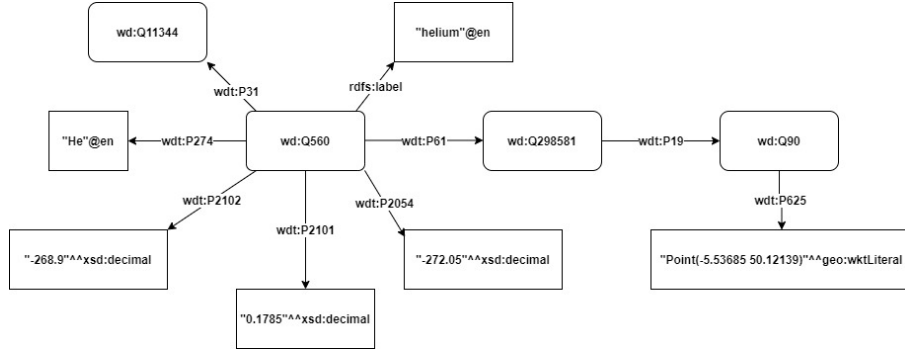 wd:Q11344
"helium"@en
wdt:P31
rdfs:label
"He"@en
wdt:P274
wd:Q560
wdt:P61
wd:Q298581
wdt:P19
wd:Q90
wdt:P2102
wdt:P2054
wdt:P625
wdt:P2101
"-268.9"^^xsd:decimal
"-272.05"^^xsd:decimal
"Point(-5.53685 50.12139)"^^geo:wktLiteral
"0.1785"^^xsd:decimal